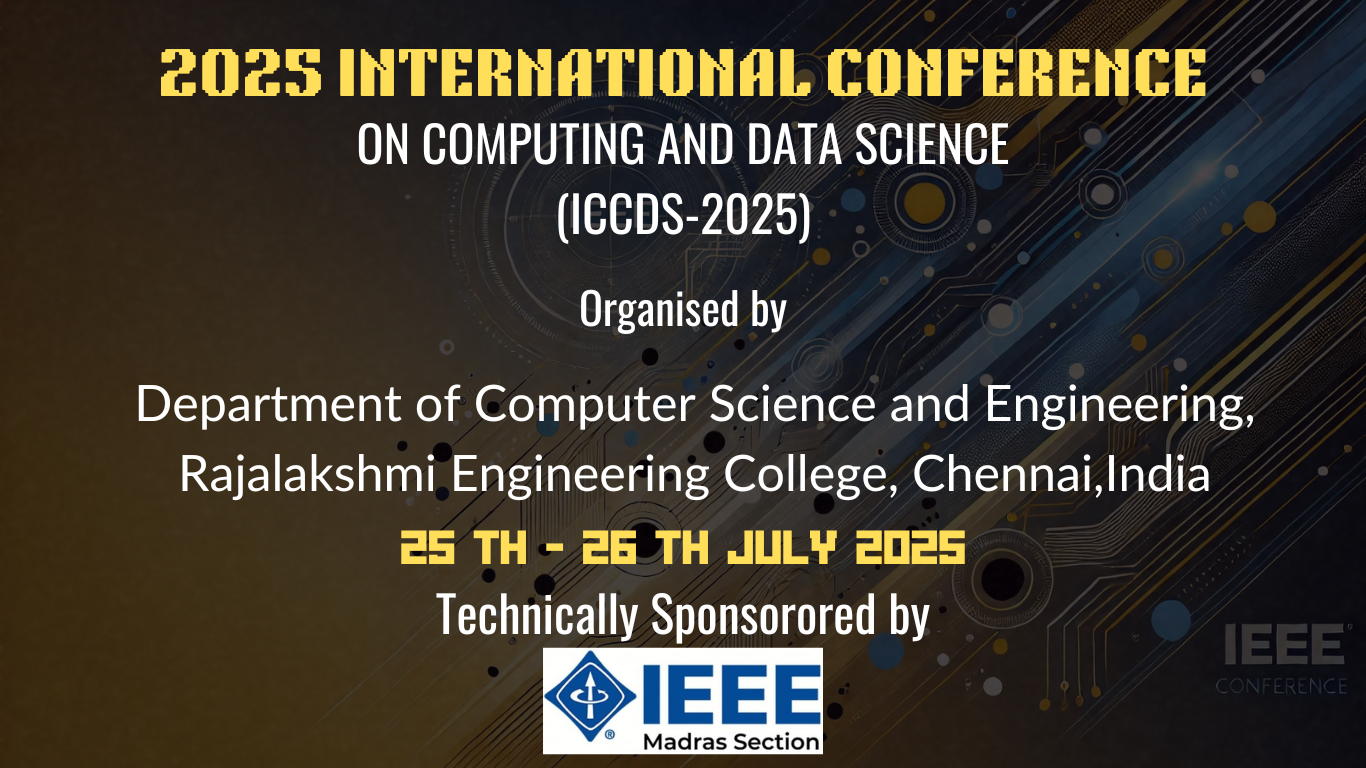 2025 INTERNATIONAL CONFERENCE
ON COMPUTING AND DATA SCIENCE
(ICCDS-2025)
Organised by
Department of Computer Science and Engineering,
Rajalakshmi Engineering College, Chennai,India
25 TH - 26 TH JULY 2025
Technically Sponsorored by
IEEE
CONFERENCE
IEEE
®
Madras Section